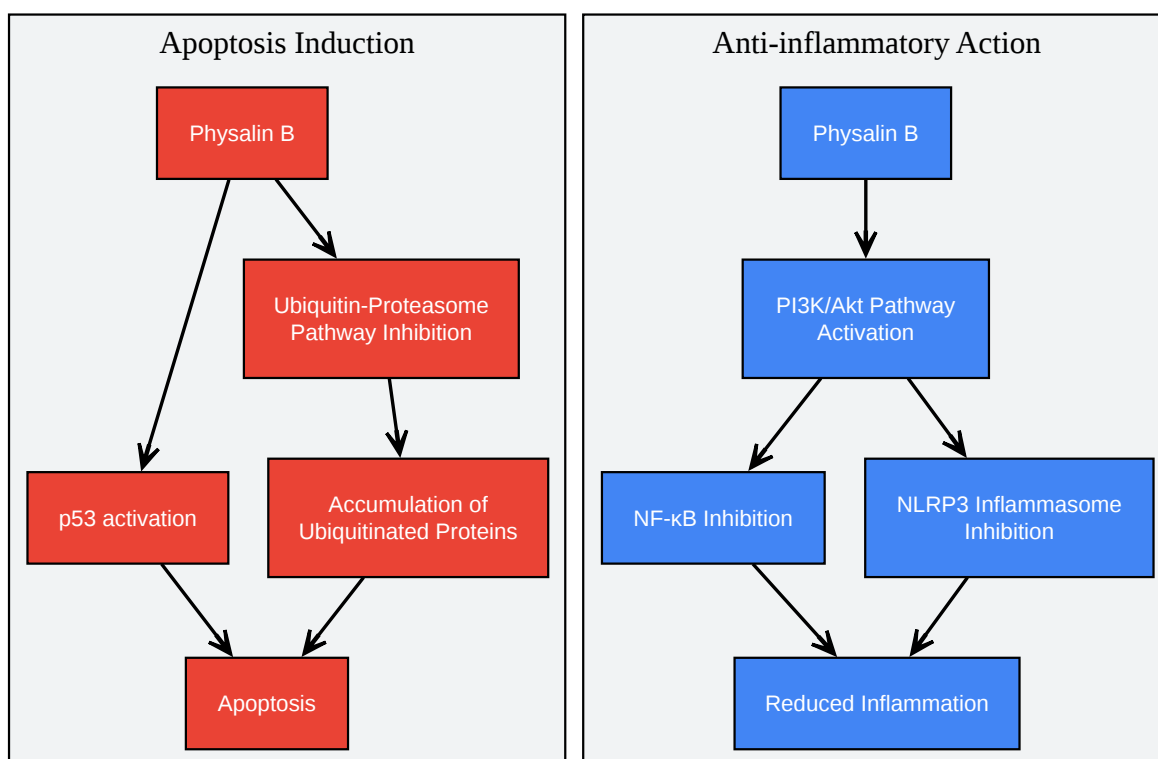 Apoptosis Induction
Physalin B
Ubiquitin-Proteasome
Pathway Inhibition
p53 activation
Accumulation of
Ubiquitinated Proteins
Apoptosis
Anti-inflammatory Action
Physalin B
PI3K/Akt Pathway
Activation
NF-κB Inhibition
NLRP3 Inflammasome
Inhibition
Reduced Inflammation